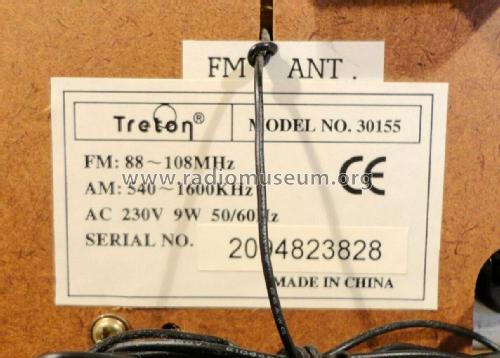 FM ANT.
Treton® MODEL NO. 30155
FM: 88~108MHz
AM: 540~1600KHz
www.radiomuseum.org
AC 230V 9W 50/60Hz
SERIAL NO. 2094823828
CE
MADE IN CHINA